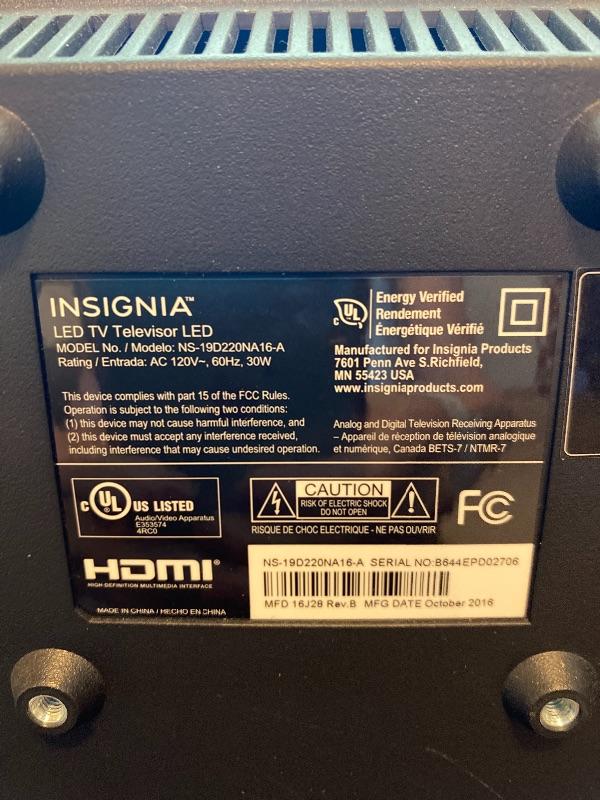 INSIGNIA™
LED TV Televisor LED
MODEL No. / Modelo: NS-19D220NA16-A
Rating / Entrada: AC 120V~, 60Hz, 30W
This device complies with part 15 of the FCC Rules.
Operation is subject to the following two conditions:
(1) this device may not cause harmful interference, and
(2) this device must accept any interference received,
including interference that may cause undesired operation.
c UL ®
Energy Verified
Rendement
Énergétique Vérifié
Manufactured for Insignia Products
7601 Penn Ave S.Richfield,
MN 55423 USA
www.insigniaproducts.com
Analog and Digital Television Receiving Apparatus
– Appareil de réception de télévision analogique
et numérique, Canada BETS-7 / NTMR-7
c UL ® US LISTED
Audio/Video Apparatus
E353574
4RC0
CAUTION
RISK OF ELECTRIC SHOCK
DO NOT OPEN
RISQUE DE CHOC ELECTRIQUE - NE PAS OUVRIR
FC
HDMI®
HIGH-DEFINITION MULTIMEDIA INTERFACE
MADE IN CHINA / HECHO EN CHINA
NS-19D220NA16-A SERIAL NO:B644EPD02706
MFD 16J28 Rev.B MFG DATE October 2016